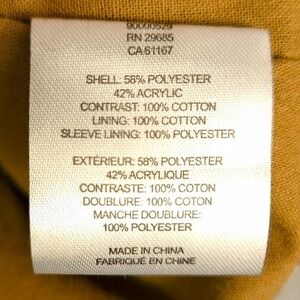 90000529
RN 29685
CA 61167
SHELL: 58% POLYESTER
42% ACRYLIC
CONTRAST: 100% COTTON
LINING: 100% COTTON
SLEEVE LINING: 100% POLYESTER
EXTÉRIEUR: 58% POLYESTER
42% ACRYLIQUE
CONTRASTE: 100% COTON
DOUBLURE: 100% COTON
MANCHE DOUBLURE:
100% POLYESTER
MADE IN CHINA
FABRIQUÉ EN CHINE